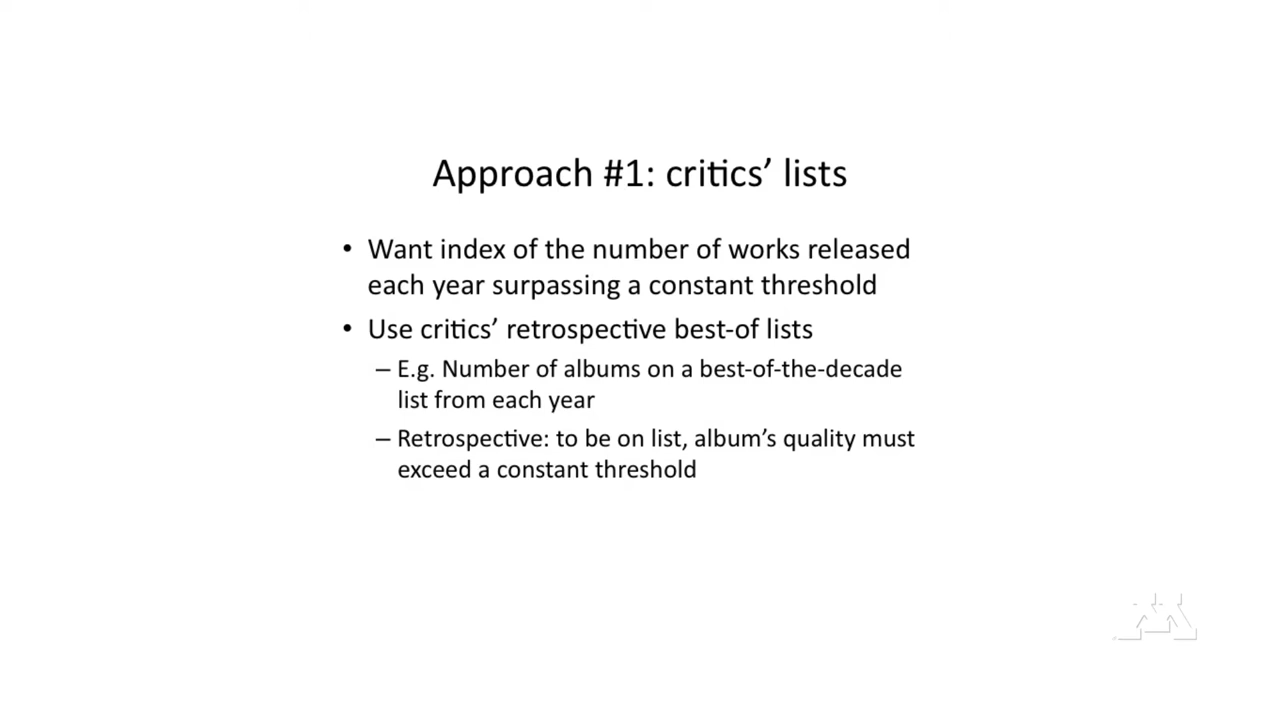 Approach #1: critics’ lists
• Want index of the number of works released
each year surpassing a constant threshold
• Use critics’ retrospective best-of lists
– E.g. Number of albums on a best-of-the-decade
list from each year
– Retrospective: to be on list, album’s quality must
exceed a constant threshold